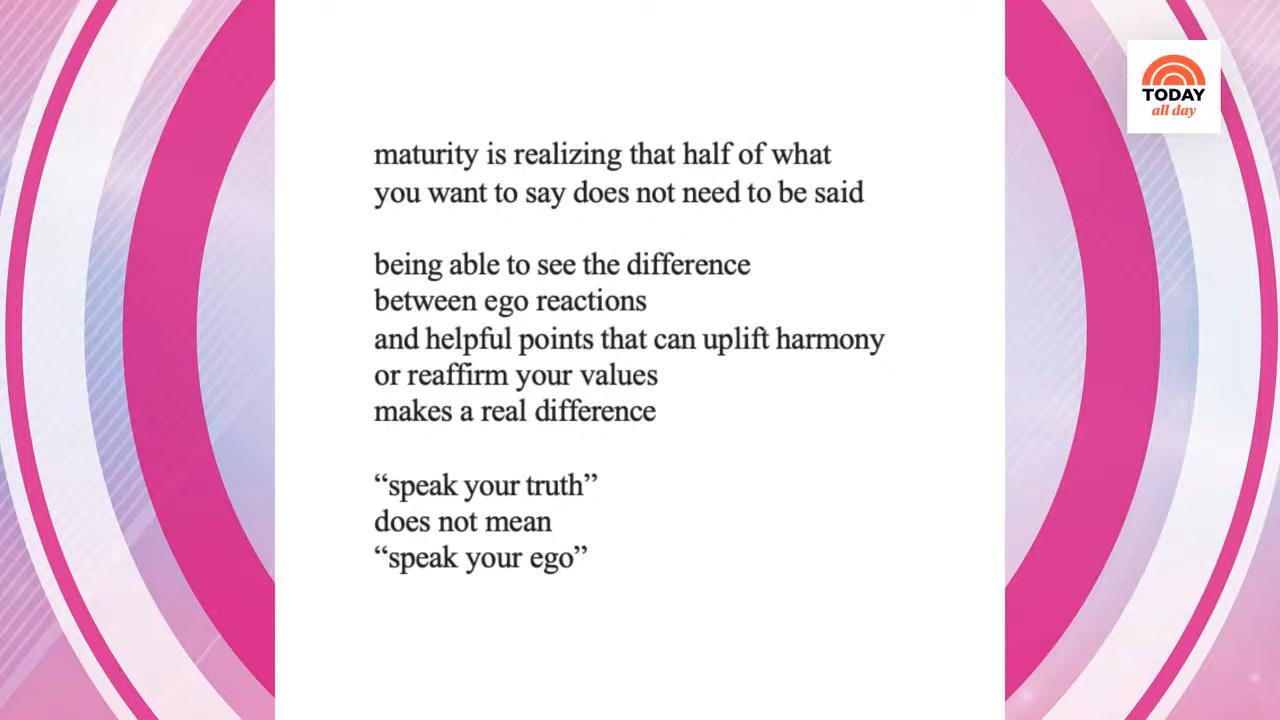 maturity is realizing that half of what
you want to say does not need to be said
being able to see the difference
between ego reactions
and helpful points that can uplift harmony
or reaffirm your values
makes a real difference
“speak your truth”
does not mean
“speak your ego”
TODAY
all day